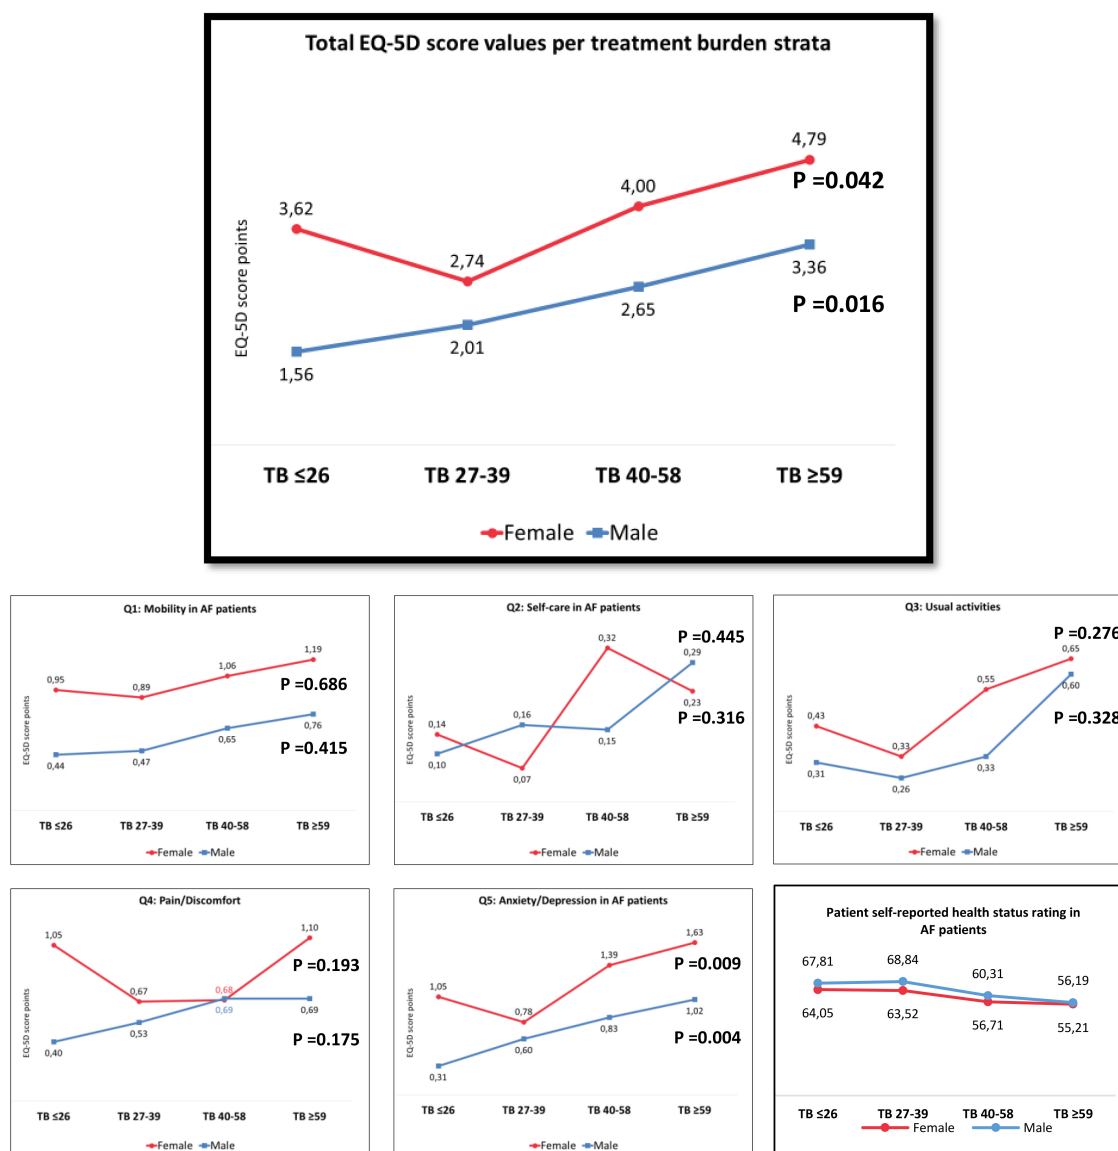 Total EQ-5D score values per treatment burden strata
EQ-5D score points
3,62
2,74
4,00
4,79
P =0.042
1,56
2,01
2,65
3,36
P =0.016
TB ≤26
TB 27-39
TB 40-58
TB ≥59
Female
Male
Q1: Mobility in AF patients
EQ-5D score points
0,95
0,89
1,06
1,19
P =0.686
0,44
0,47
0,65
0,76
P =0.415
TB ≤26
TB 27-39
TB 40-58
TB ≥59
Female
Male
Q2: Self-care in AF patients
EQ-5D score points
0,14
0,07
0,32
0,23
P =0.445
0,10
0,16
0,15
0,29
P =0.316
TB ≤26
TB 27-39
TB 40-58
TB ≥59
Female
Male
Q3: Usual activities
EQ-5D score points
0,43
0,33
0,55
0,65
P =0.276
0,31
0,26
0,33
0,60
P =0.328
TB ≤26
TB 27-39
TB 40-58
TB ≥59
Female
Male
Q4: Pain/Discomfort
EQ-5D score points
1,05
0,67
0,68
1,10
P =0.193
0,40
0,53
0,69
0,69
P =0.175
TB ≤26
TB 27-39
TB 40-58
TB ≥59
Female
Male
Q5: Anxiety/Depression in AF patients
EQ-5D score points
1,05
0,78
1,39
1,63
P =0.009
0,31
0,60
0,83
1,02
P =0.004
TB ≤26
TB 27-39
TB 40-58
TB ≥59
Female
Male
Patient self-reported health status rating in
AF patients
67,81
68,84
60,31
56,19
64,05
63,52
56,71
55,21
TB ≤26
TB 27-39
TB 40-58
TB ≥59
Female
Male